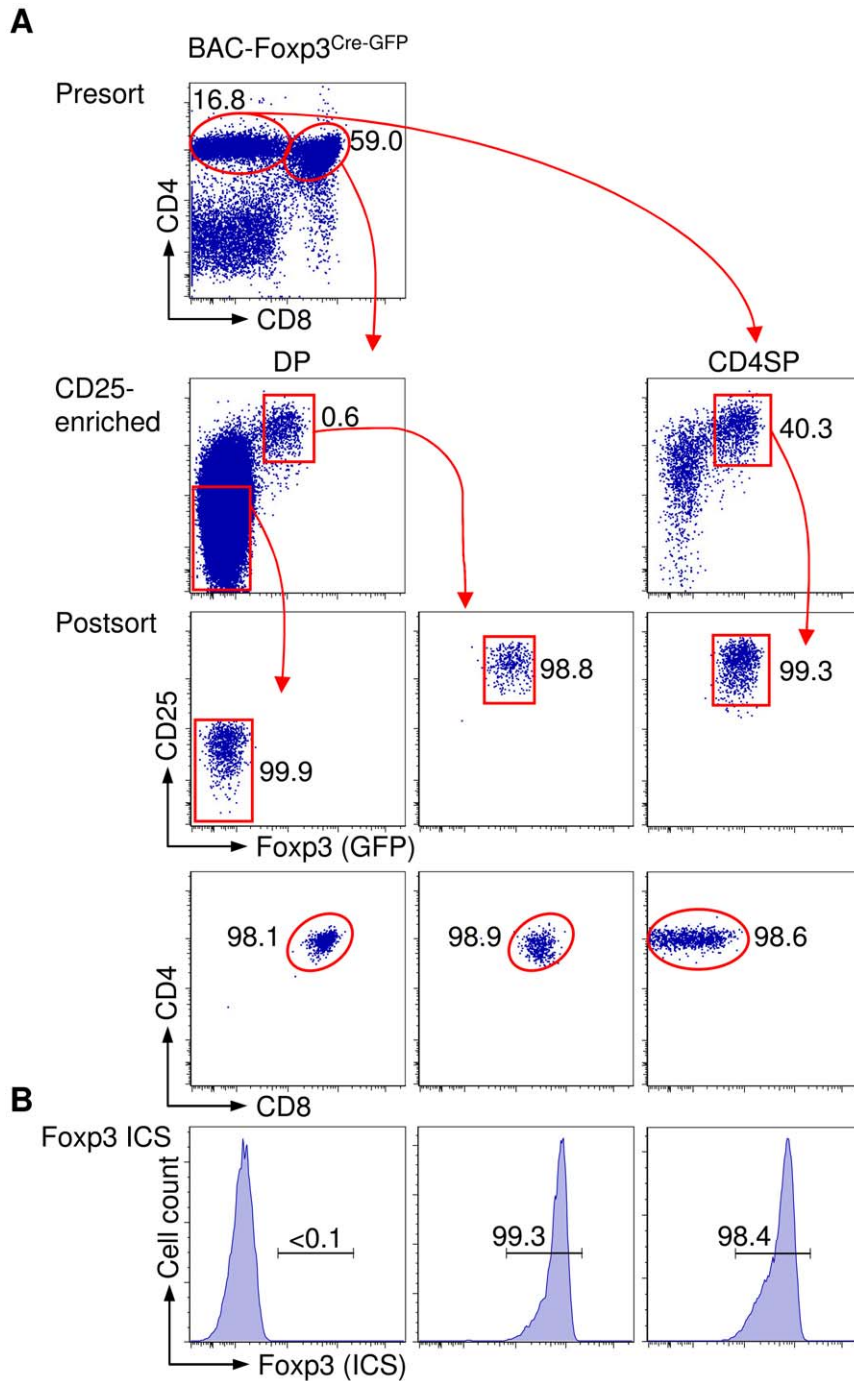 A
BAC-Foxp3Cre-GFP
Presort
16.8
59.0
CD4
CD8
DP
CD4SP
CD25-
enriched
0.6
40.3
Postsort
98.8
99.3
CD25
99.9
Foxp3 (GFP)
98.1
98.9
98.6
CD4
CD8
B
Foxp3 ICS
Cell count
<0.1
99.3
98.4
Foxp3 (ICS)